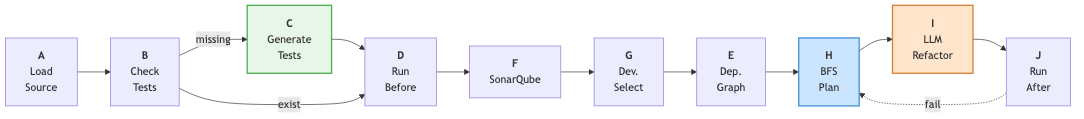 A
Load
Source
B
Check
Tests
missing
exist
C
Generate
Tests
D
Run
Before
F
SonarQube
G
Dev.
Select
E
Dep.
Graph
H
BFS
Plan
I
LLM
Refactor
fail
J
Run
After